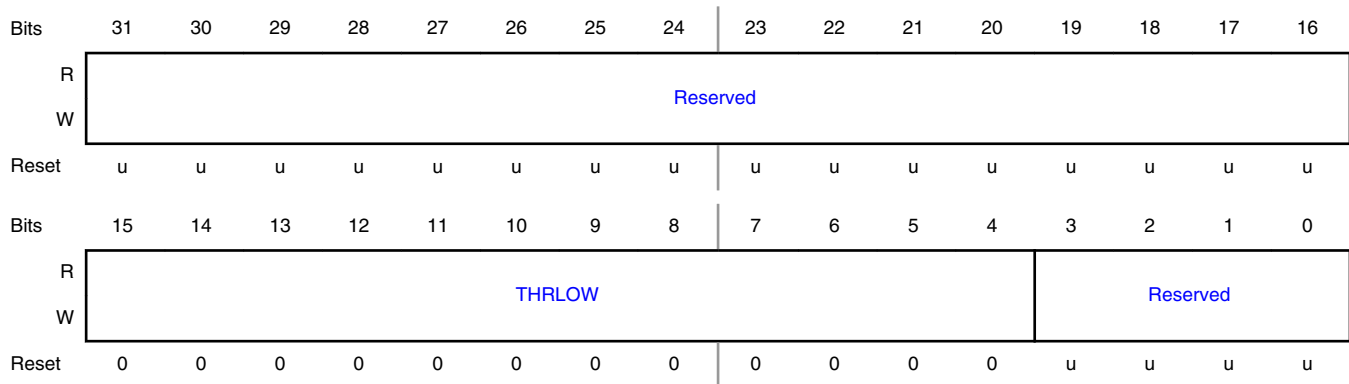 Bits 31 30 29 28 27 26 25 24 23 22 21 20 19 18 17 16
R
Reserved
W
Reset u u u u u u u u u u u u u u u u
Bits 15 14 13 12 11 10 9 8 7 6 5 4 3 2 1 0
R
THRLOW Reserved
W
Reset 0 0 0 0 0 0 0 0 0 0 0 0 u u u u